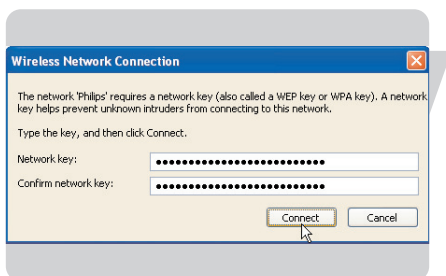 Wireless Network Connection
The network 'Philips' requires a network key (also called a WEP key or WPA key). A network
key helps prevent unknown intruders from connecting to this network.
Type the key, and then click Connect.
Network key: ••••••••••••••••••••••••••
Confirm network key: ••••••••••••••••••••••••••
Connect Cancel